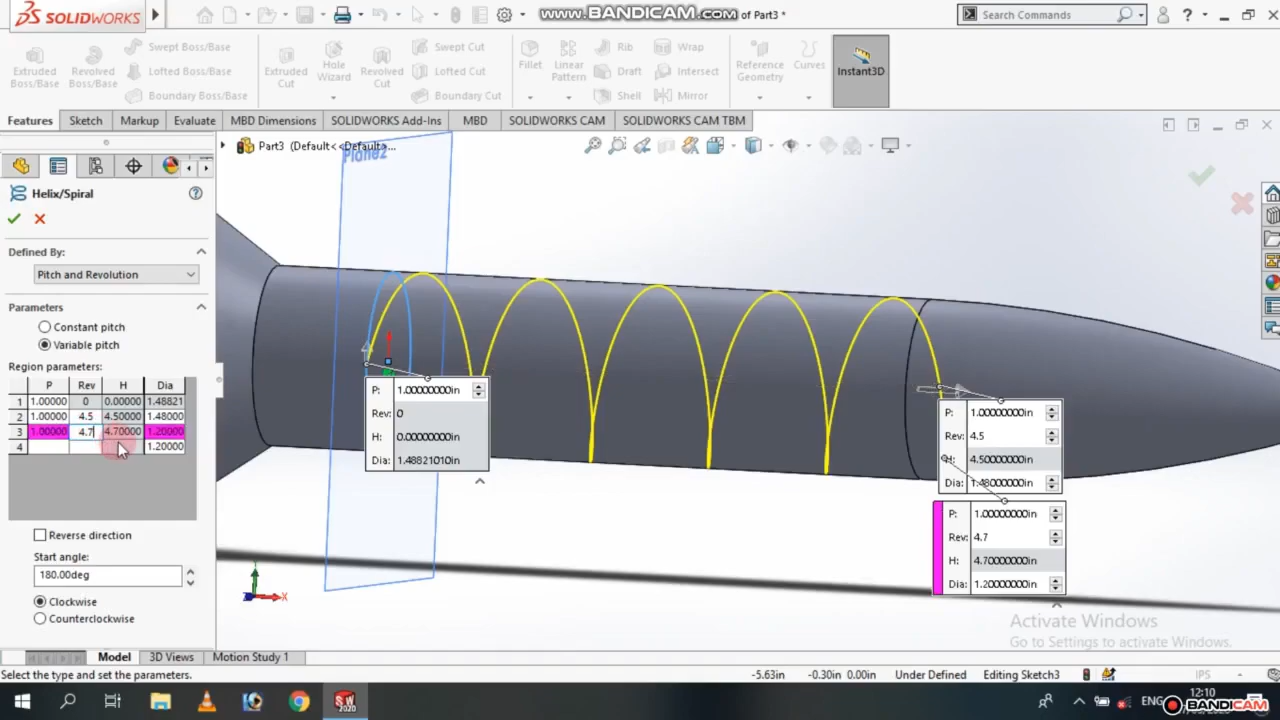 SOLIDWORKS
www.BANDICAM.com of Part3 *
Search Commands
Extruded Boss/Base
Revolved Boss/Base
Swept Boss/Base
Lofted Boss/Base
Boundary Boss/Base
Extruded Cut
Hole Wizard
Revolved Cut
Swept Cut
Lofted Cut
Boundary Cut
Fillet
Linear Pattern
Rib
Draft
Shell
Wrap
Intersect
Mirror
Reference Geometry
Curves
Instant3D
Features Sketch Markup Evaluate MBD Dimensions SOLIDWORKS Add-Ins MBD SOLIDWORKS CAM SOLIDWORKS CAM TBM
Part3 (Default<<Default>...
Plane2
Helix/Spiral
Defined By:
Pitch and Revolution
Parameters
Constant pitch
Variable pitch
Region parameters:
P Rev H Dia
1 1.00000 0 0.00000 1.48821
2 1.00000 4.5 4.50000 1.48000
3 1.00000 4.7 4.70000 1.20000
4 1.20000
Reverse direction
Start angle:
180.00deg
Clockwise
Counterclockwise
P: 1.00000000in
Rev: 0
H: 0.00000000in
Dia: 1.48821010in
P: 1.00000000in
Rev: 4.5
H: 4.50000000in
Dia: 1.48000000in
P: 1.00000000in
Rev: 4.7
H: 4.70000000in
Dia: 1.20000000in
Z X
Activate Windows
Go to Settings to activate Windows.
Model 3D Views Motion Study 1
Select the type and set the parameters.
-5.63in -0.30in 0.00in Under Defined Editing Sketch3 IPS
SW 2020
ENG
12:10
BANDICAM